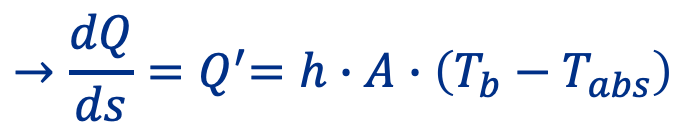 → dQ/ds = Q′= h · A · (T_b − T_abs)